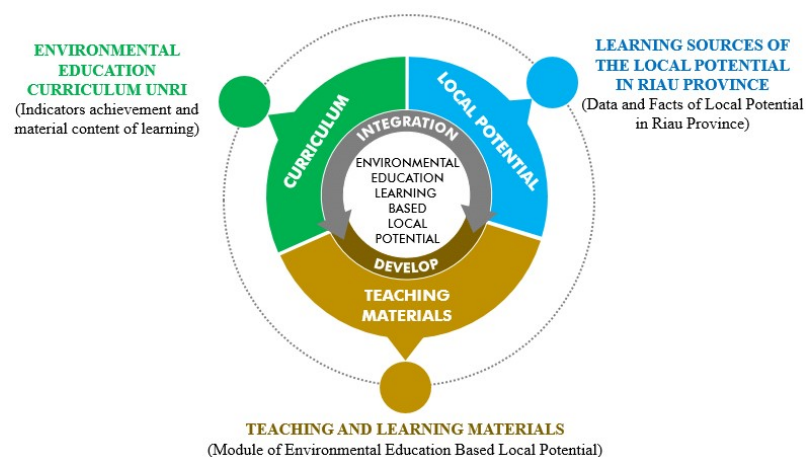 ENVIRONMENTAL
EDUCATION
CURRICULUM UNRI
(Indicators achievement and
material content of learning)
LEARNING SOURCES OF
THE LOCAL POTENTIAL
IN RIAU PROVINCE
(Data and Facts of Local Potential
in Riau Province)
CURRICULUM
LOCAL POTENTIAL
INTEGRATION
ENVIRONMENTAL
EDUCATION
LEARNING
BASED
LOCAL
POTENTIAL
DEVELOP
TEACHING
MATERIALS
TEACHING AND LEARNING MATERIALS
(Module of Environmental Education Based Local Potential)